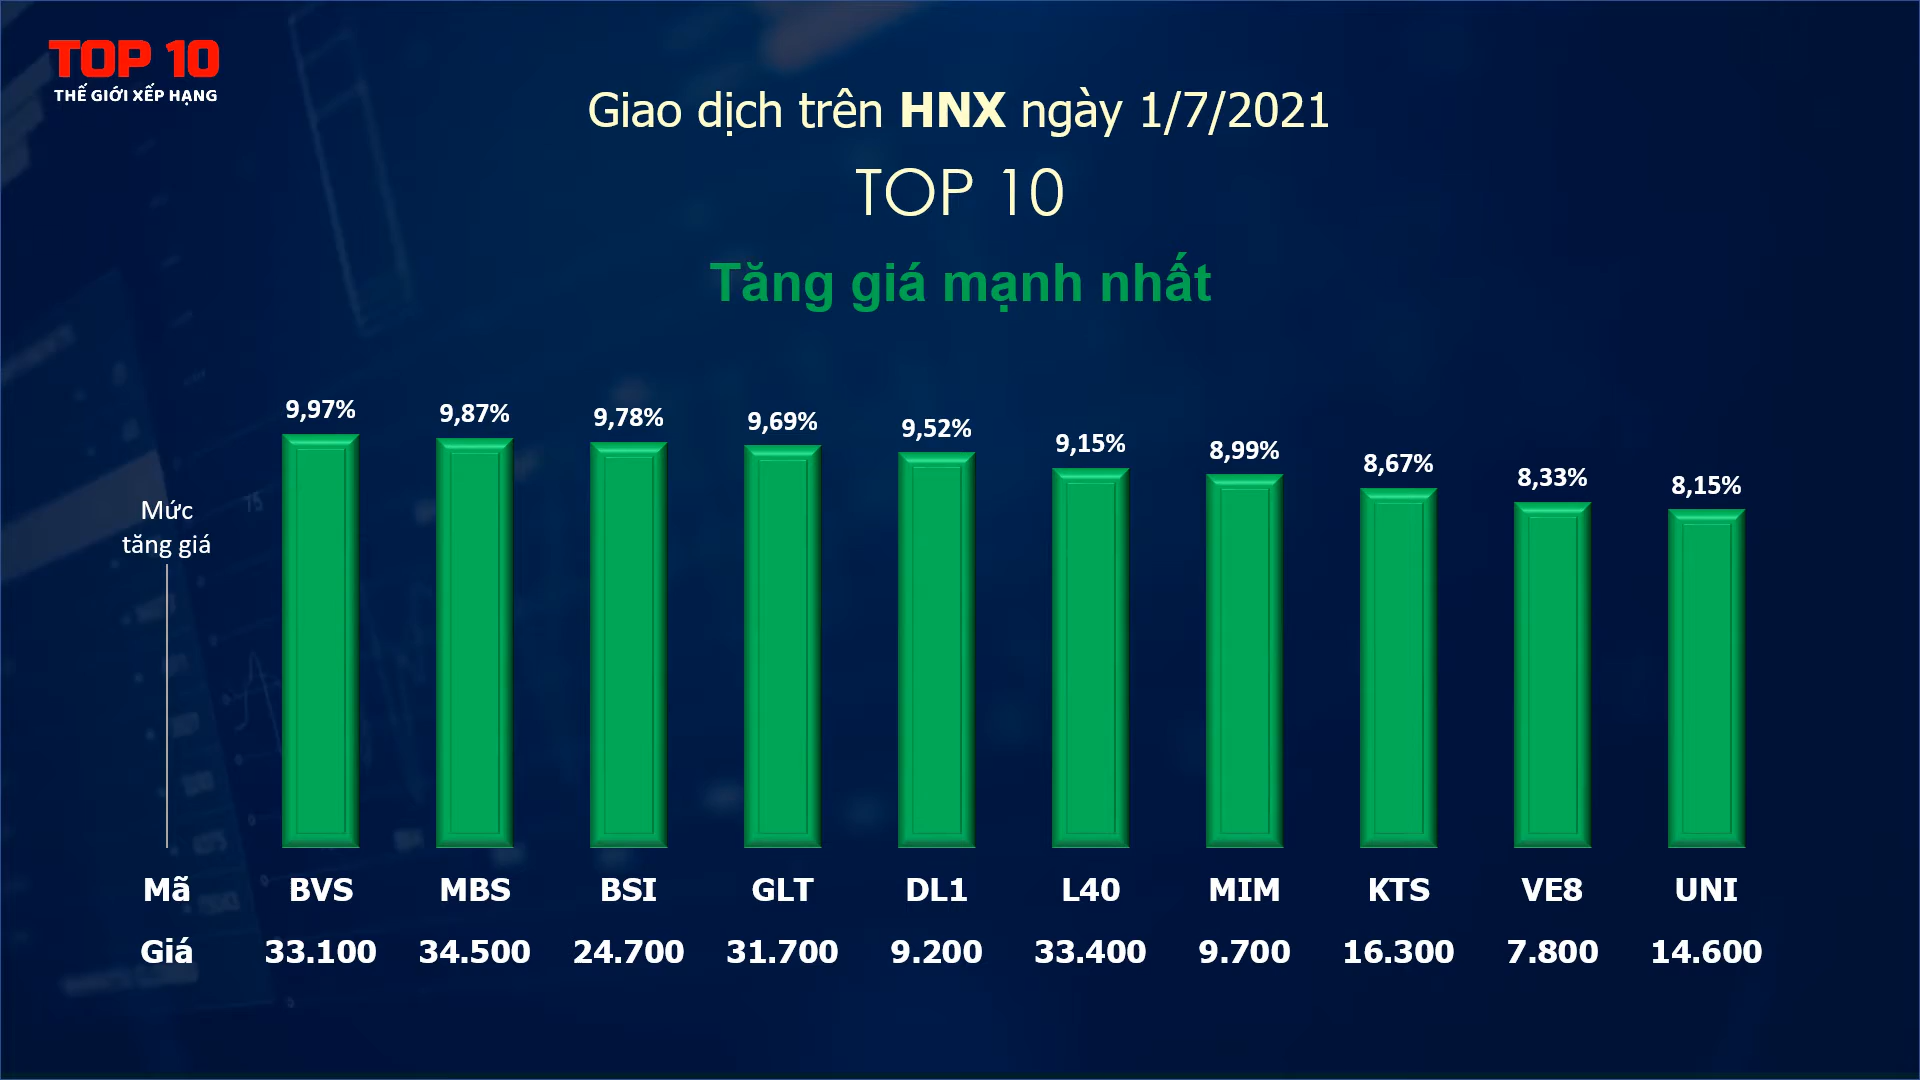 TOP 10
THẾ GIỚI XẾP HẠNG
Giao dịch trên HNX ngày 1/7/2021
TOP 10
Tăng giá mạnh nhất
9,97% 9,87% 9,78% 9,69% 9,52% 9,15% 8,99% 8,67% 8,33% 8,15%
Mức
tăng giá
Mã BVS MBS BSI GLT DL1 L40 MIM KTS VE8 UNI
Giá 33.100 34.500 24.700 31.700 9.200 33.400 9.700 16.300 7.800 14.600